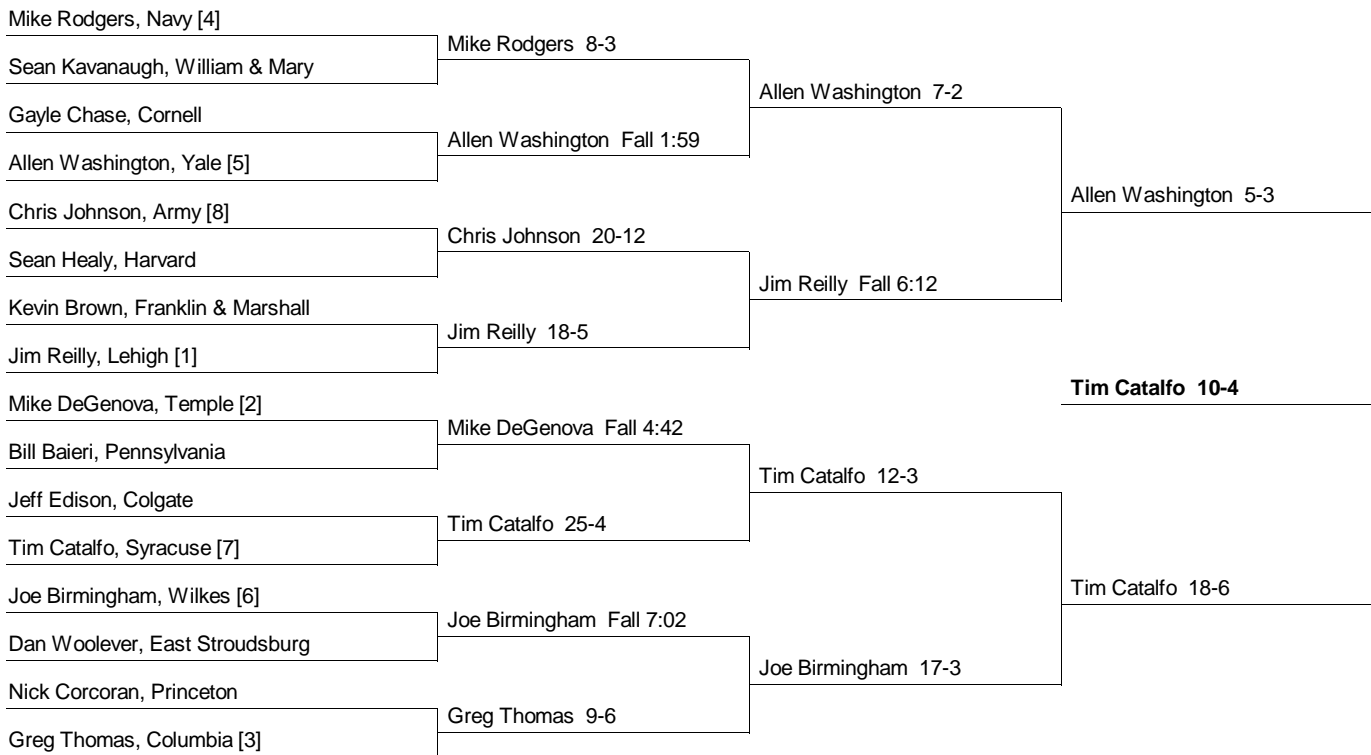 Mike Rodgers, Navy [4]
Mike Rodgers 8-3
Sean Kavanaugh, William & Mary
Allen Washington 7-2
Gayle Chase, Cornell
Allen Washington Fall 1:59
Allen Washington, Yale [5]
Allen Washington 5-3
Chris Johnson, Army [8]
Chris Johnson 20-12
Sean Healy, Harvard
Jim Reilly Fall 6:12
Kevin Brown, Franklin & Marshall
Jim Reilly 18-5
Jim Reilly, Lehigh [1]
Tim Catalfo 10-4
Mike DeGenova, Temple [2]
Mike DeGenova Fall 4:42
Bill Baieri, Pennsylvania
Tim Catalfo 12-3
Jeff Edison, Colgate
Tim Catalfo 25-4
Tim Catalfo, Syracuse [7]
Tim Catalfo 18-6
Joe Birmingham, Wilkes [6]
Joe Birmingham Fall 7:02
Dan Woolever, East Stroudsburg
Joe Birmingham 17-3
Nick Corcoran, Princeton
Greg Thomas 9-6
Greg Thomas, Columbia [3]